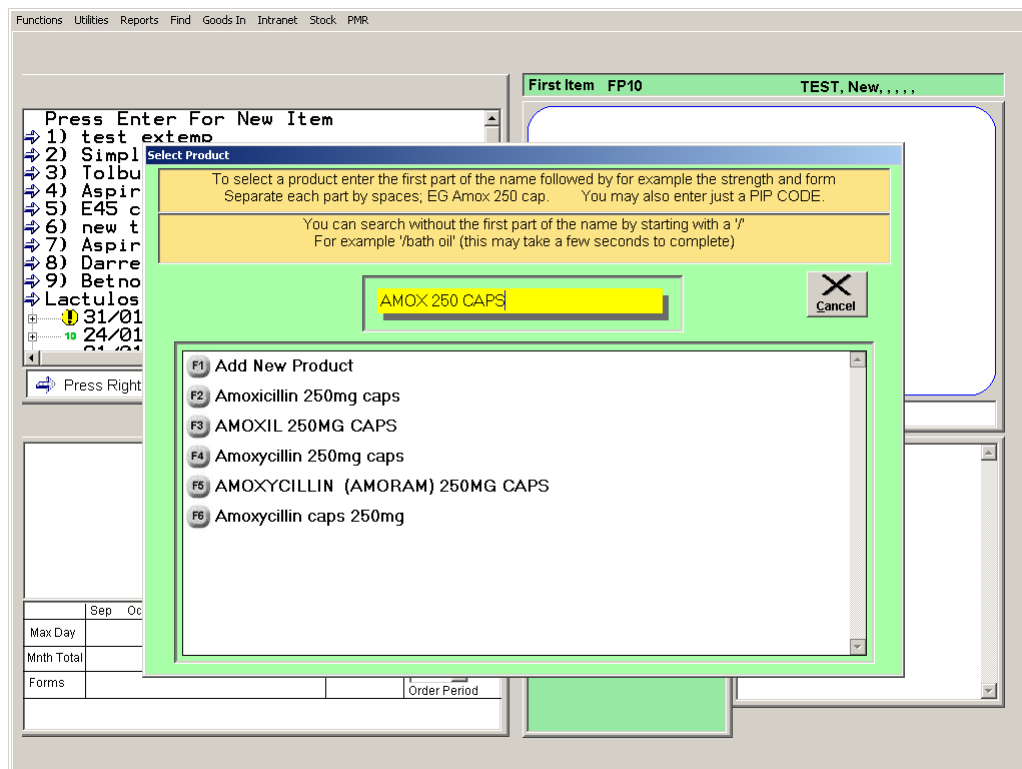 Functions Utilities Reports Find Goods In Intranet Stock PMR
First Item FP10 TEST, New, , , , ,
Press Enter For New Item
1) test extemp
2) Simpl
3) Tolbu
4) Aspir
5) E45 c
6) new t
7) Aspir
8) Darre
9) Betno
Lactulos
31/01
10 24/01
Press Right
Select Product
To select a product enter the first part of the name followed by for example the strength and form
Separate each part by spaces; EG Amox 250 cap. You may also enter just a PIP CODE.
You can search without the first part of the name by starting with a '/'
For example '/bath oil' (this may take a few seconds to complete)
AMOX 250 CAPS
Cancel
F1 Add New Product
F2 Amoxicillin 250mg caps
F3 AMOXIL 250MG CAPS
F4 Amoxycillin 250mg caps
F5 AMOXYCILLIN (AMORAM) 250MG CAPS
F6 Amoxycillin caps 250mg
Sep Oc
Max Day
Mnth Total
Forms
Order Period